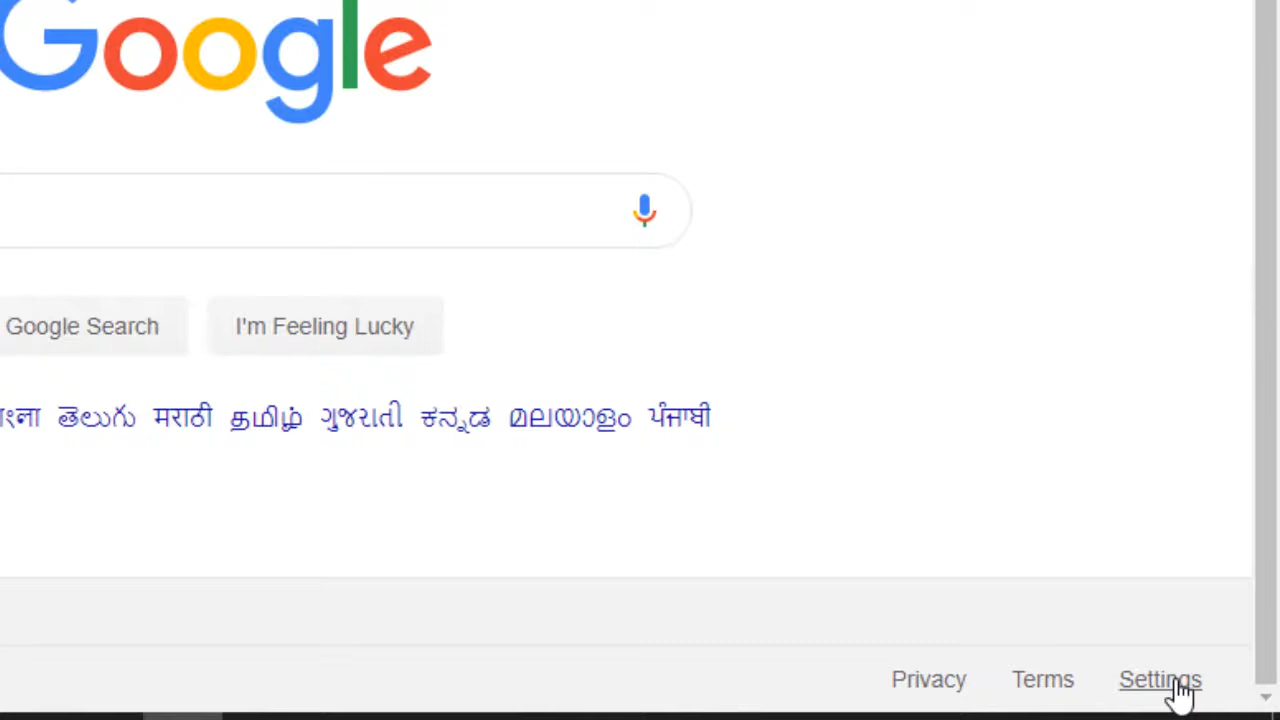 Google
Google Search I'm Feeling Lucky
తెలుగు मराठी தமிழ் ગુજરાતી ಕನ್ನಡ മലയാളം ਪੰਜਾਬੀ
Privacy Terms Settings